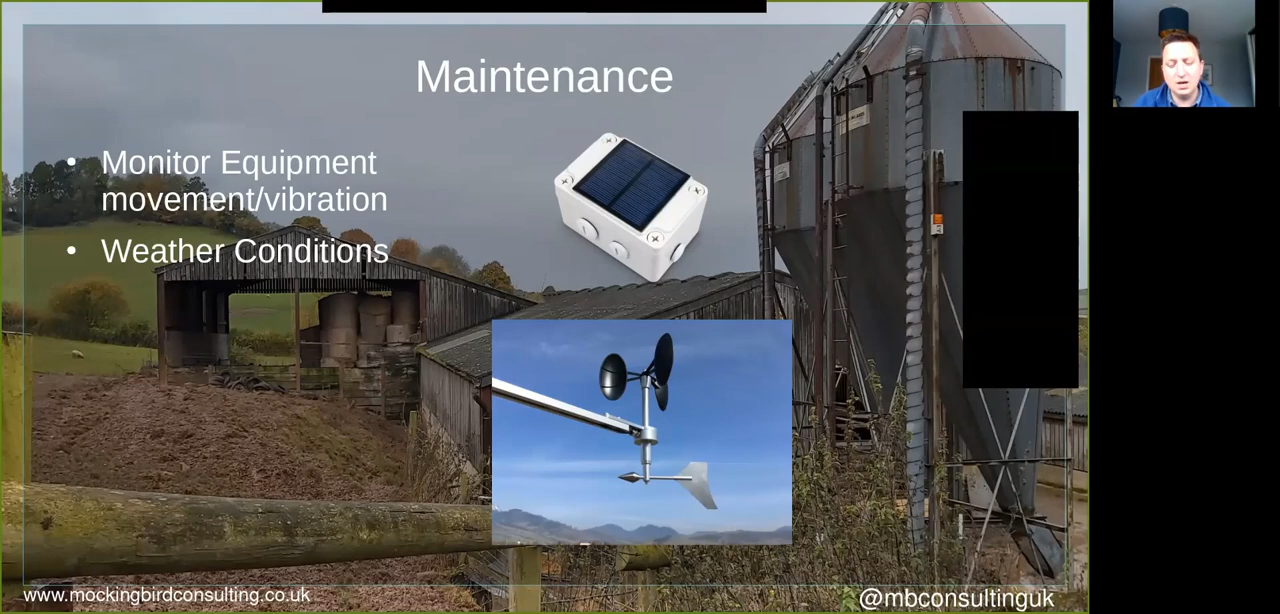 Maintenance
• Monitor Equipment
movement/vibration
• Weather Conditions
www.mockingbirdconsulting.co.uk
@mbconsultinguk